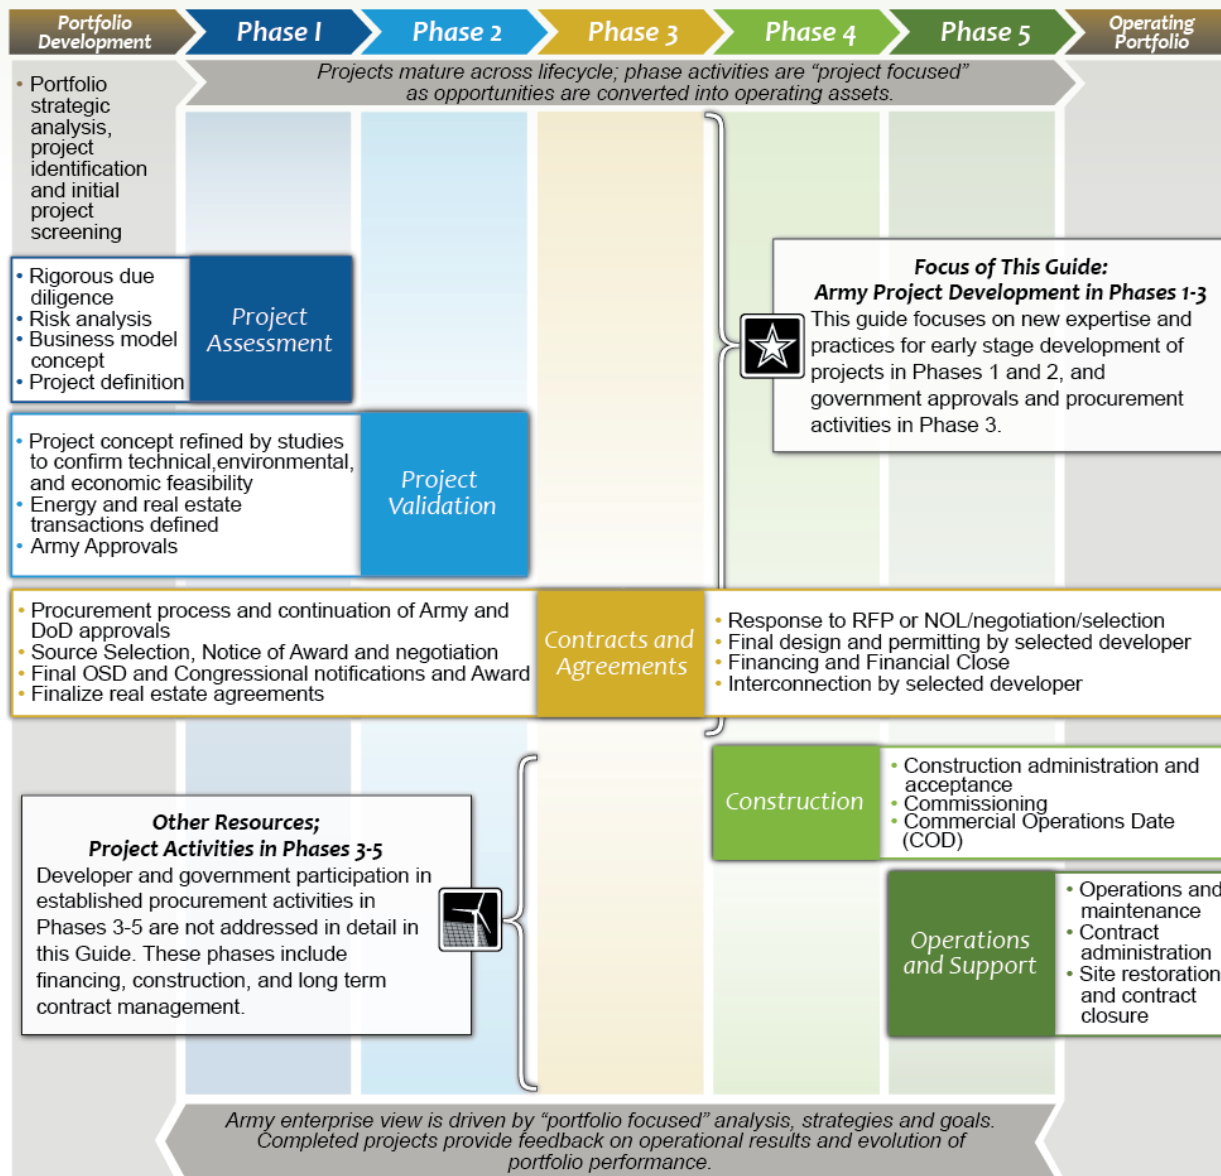 Portfolio
Development
Phase I
Phase 2
Phase 3
Phase 4
Phase 5
Operating
Portfolio
Projects mature across lifecycle; phase activities are “project focused”
as opportunities are converted into operating assets.
• Portfolio
strategic
analysis,
project
identification
and initial
project
screening
• Rigorous due
diligence
• Risk analysis
• Business model
concept
• Project definition
Project
Assessment
Focus of This Guide:
Army Project Development in Phases 1-3
This guide focuses on new expertise and
practices for early stage development of
projects in Phases 1 and 2, and
government approvals and procurement
activities in Phase 3.
• Project concept refined by studies
to confirm technical,environmental,
and economic feasibility
• Energy and real estate
transactions defined
• Army Approvals
Project
Validation
• Procurement process and continuation of Army and
DoD approvals
• Source Selection, Notice of Award and negotiation
• Final OSD and Congressional notifications and Award
• Finalize real estate agreements
Contracts and
Agreements
• Response to RFP or NOL/negotiation/selection
• Final design and permitting by selected developer
• Financing and Financial Close
• Interconnection by selected developer
Construction
• Construction administration and
acceptance
• Commissioning
• Commercial Operations Date
(COD)
Other Resources;
Project Activities in Phases 3-5
Developer and government participation in
established procurement activities in
Phases 3-5 are not addressed in detail in
this Guide. These phases include
financing, construction, and long term
contract management.
Operations
and Support
• Operations and
maintenance
• Contract
administration
• Site restoration
and contract
closure
Army enterprise view is driven by “portfolio focused” analysis, strategies and goals.
Completed projects provide feedback on operational results and evolution of
portfolio performance.